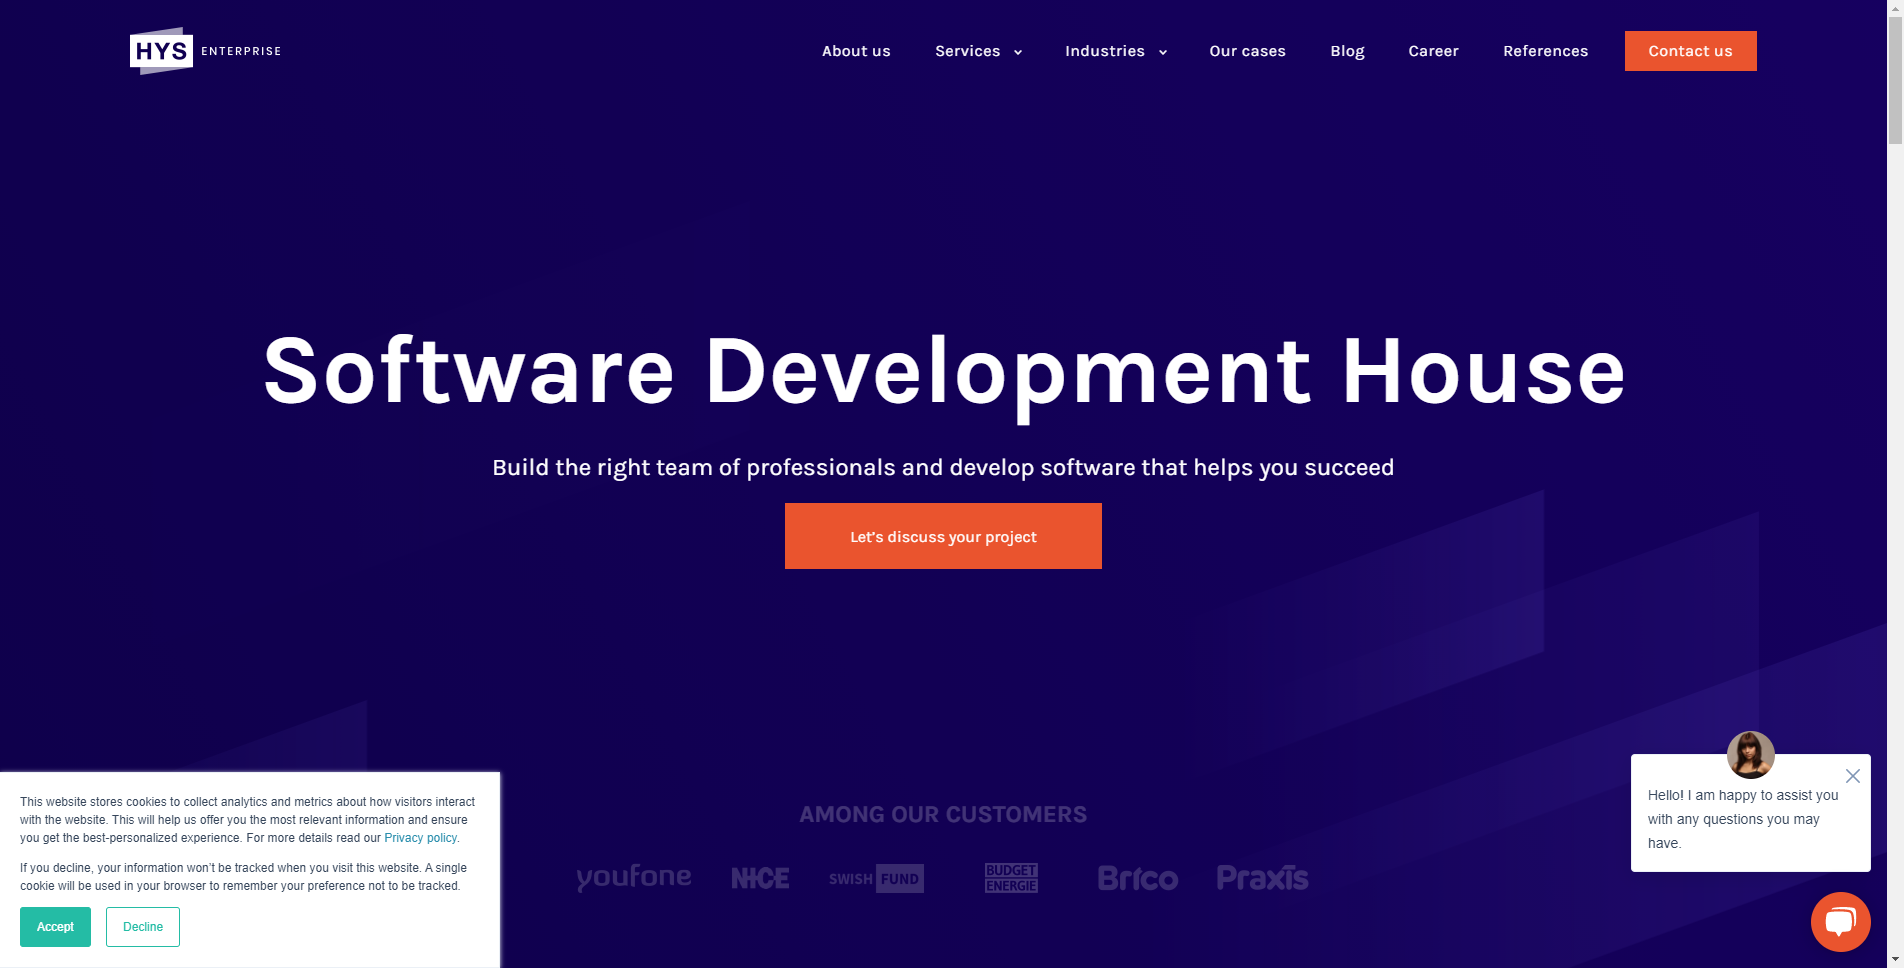 HYS ENTERPRISE
About us Services Industries Our cases Blog Career References Contact us
Software Development House
Build the right team of professionals and develop software that helps you succeed
Let's discuss your project
AMONG OUR CUSTOMERS
youfone NICE SWISH FUND BUDGET ENERGIE Brico Praxis
This website stores cookies to collect analytics and metrics about how visitors interact
with the website. This will help us offer you the most relevant information and ensure
you get the best-personalized experience. For more details read our Privacy policy.
If you decline, your information won't be tracked when you visit this website. A single
cookie will be used in your browser to remember your preference not to be tracked.
Accept Decline
Hello! I am happy to assist you
with any questions you may
have.